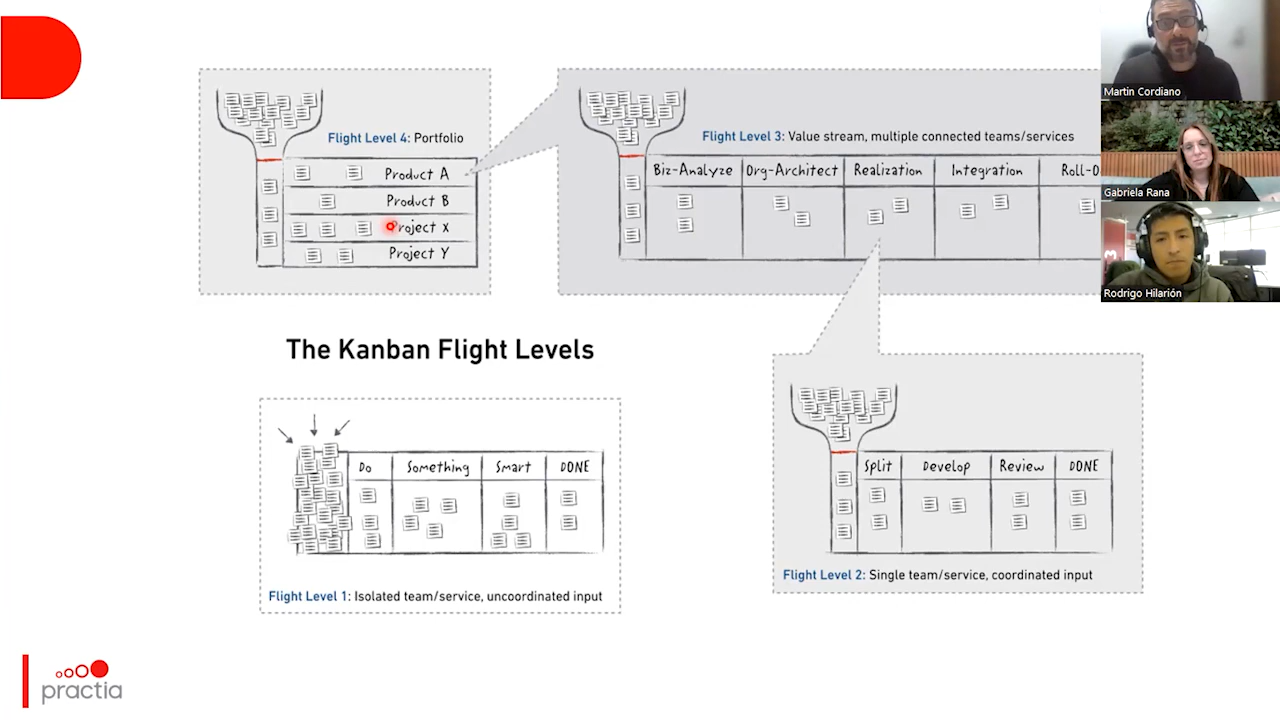 Flight Level 4: Portfolio
Product A
Product B
Project X
Project Y
Flight Level 3: Value stream, multiple connected teams/services
Biz-Analyze Org-Architect Realization Integration Roll-O
Martin Cordiano
Gabriela Rana
Rodrigo Hilarión
The Kanban Flight Levels
Do Something Smart DONE
Flight Level 1: Isolated team/service, uncoordinated input
Split Develop Review DONE
Flight Level 2: Single team/service, coordinated input
practia